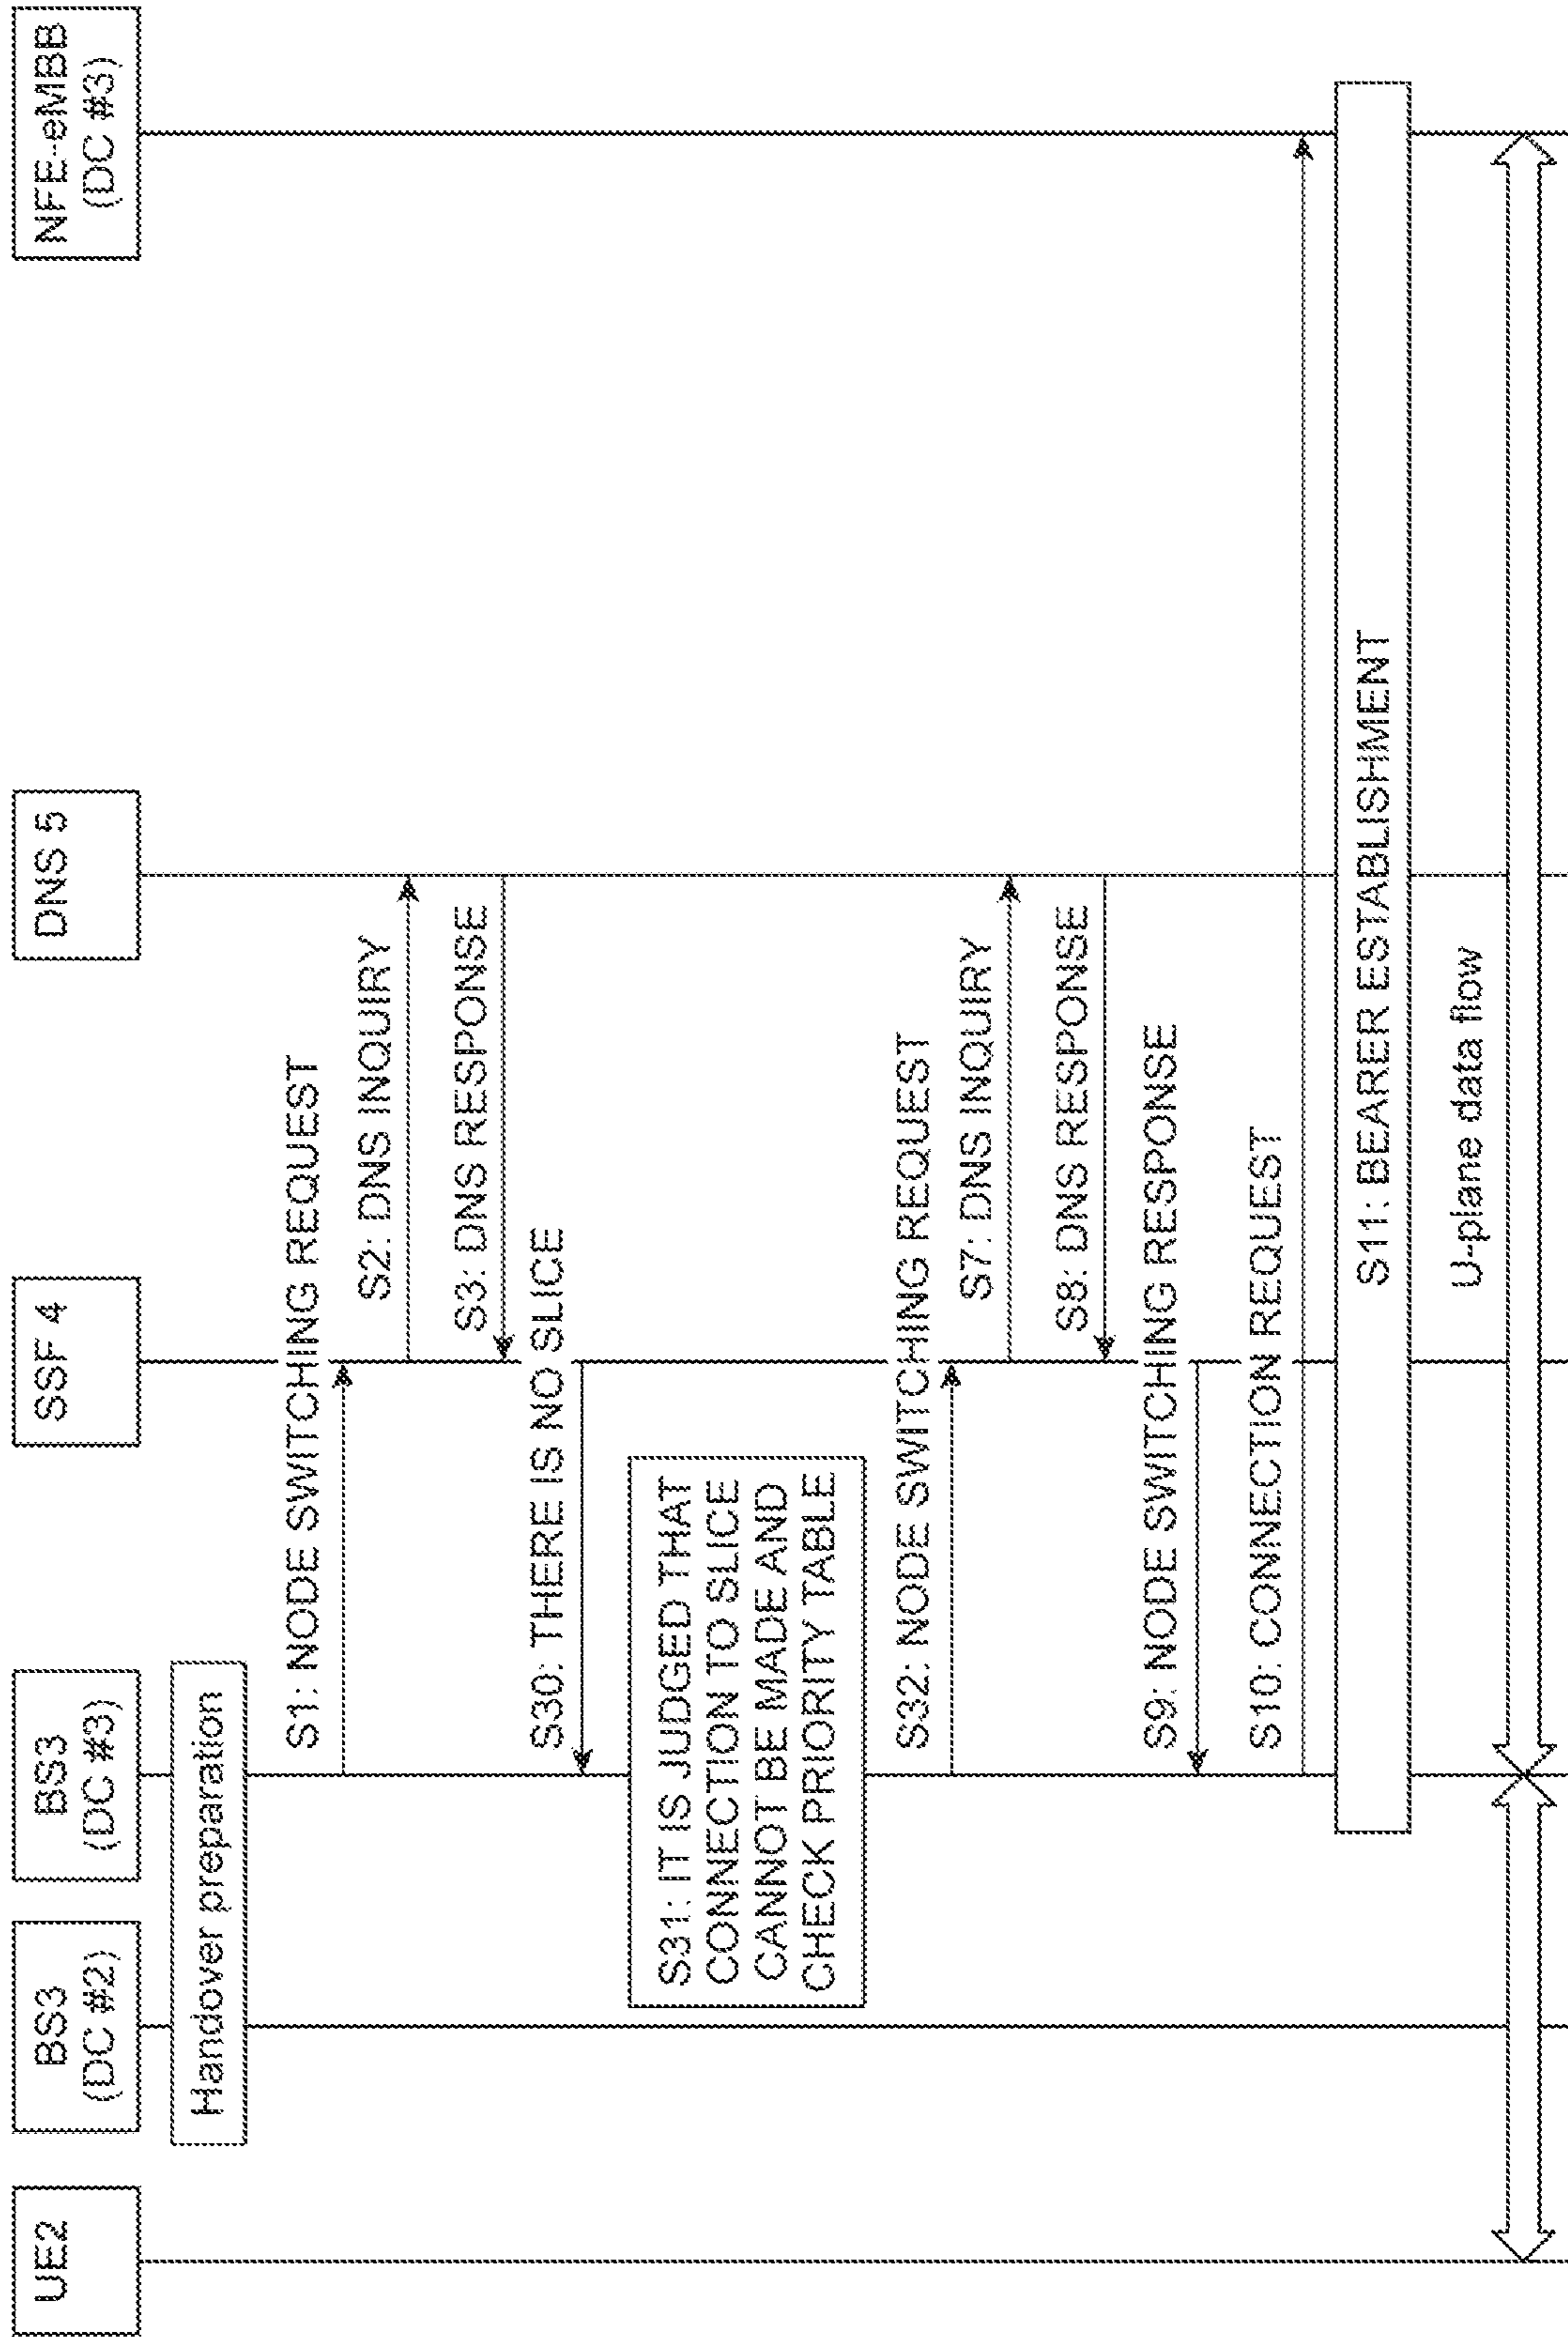 UE2
BS3
(DC #2)
BS3
(DC #3)
SSF 4
DNS 5
NFE-eMBB
(DC #3)
Handover preparation
S1: NODE SWITCHING REQUEST
S2: DNS INQUIRY
S3: DNS RESPONSE
S30: THERE IS NO SLICE
S31: IT IS JUDGED THAT
CONNECTION TO SLICE
CANNOT BE MADE AND
CHECK PRIORITY TABLE
S32: NODE SWITCHING REQUEST
S7: DNS INQUIRY
S8: DNS RESPONSE
S9: NODE SWITCHING RESPONSE
S10: CONNECTION REQUEST
S11: BEARER ESTABLISHMENT
U-plane data flow